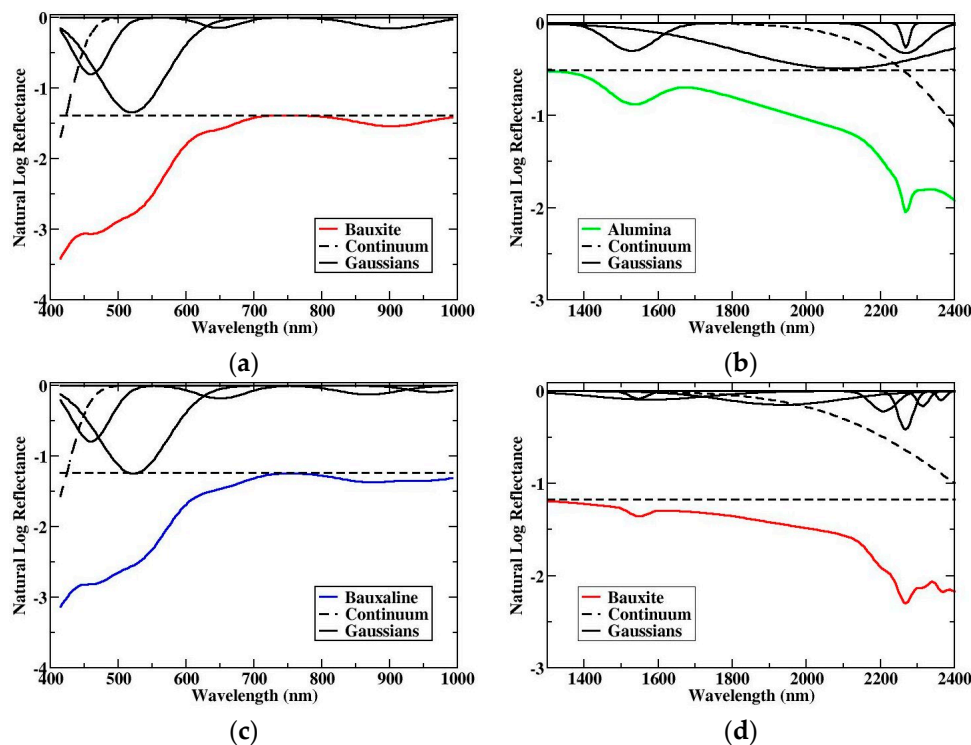 Natural Log Reflectance
0
-1
-2
-3
-4
Bauxite
Continuum
Gaussians
400 500 600 700 800 900 1000
Wavelength (nm)
(a)
Natural Log Reflectance
0
-1
-2
-3
Alumina
Continuum
Gaussians
1400 1600 1800 2000 2200 2400
Wavelength (nm)
(b)
Natural Log Reflectance
0
-1
-2
-3
-4
Bauxaline
Continuum
Gaussians
400 500 600 700 800 900 1000
Wavelength (nm)
(c)
Natural Log Reflectance
0
-1
-2
-3
Bauxite
Continuum
Gaussians
1400 1600 1800 2000 2200 2400
Wavelength (nm)
(d)